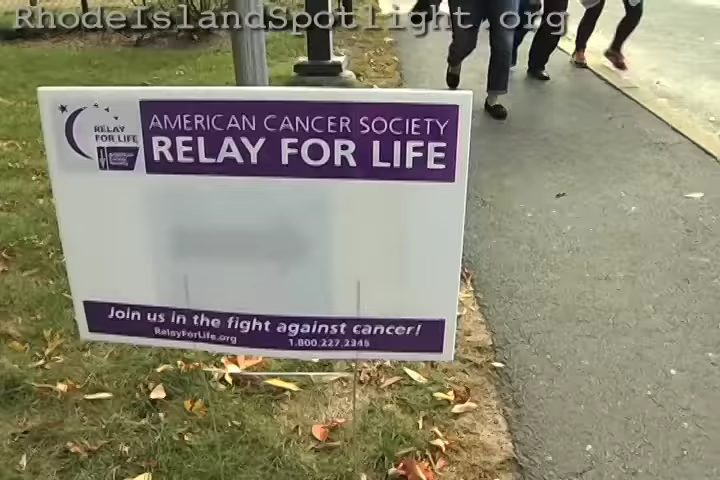 RhodeIslandSpotlight.org
RELAY
FOR LIFE
AMERICAN CANCER SOCIETY
RELAY FOR LIFE
Join us in the fight against cancer!
RelayForLife.org
1.800.227.2345